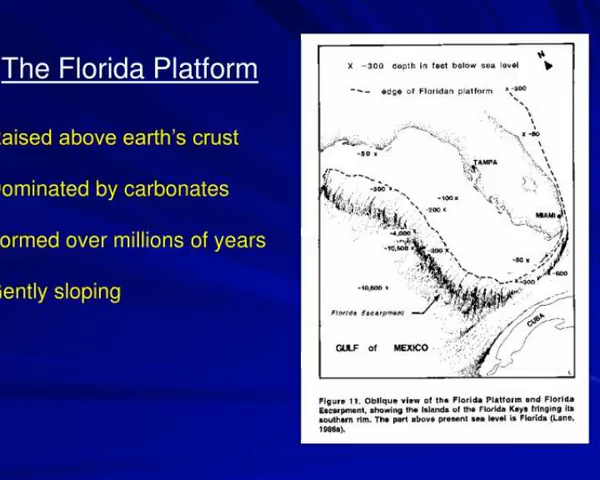 The Florida Platform
aised above earth's crust
ominated by carbonates
ormed over millions of years
ently sloping
N
X -300 depth in feet below sea level
edge of Floridan platform
x -300
x -50
-50 x
TAMPA
-300 x
-100 x
-200 x
MIAMI
-4,000
-10,500 x
-300 x
-50 x
x -600
x -300
-10,800 x
Florida Escarpment
CUBA
GULF of MEXICO
Figure 11. Oblique view of the Florida Platform and Florida
Escarpment, showing the islands of the Florida Keys fringing its
southern rim. The part above present sea level is Florida (Lane,
1986a).